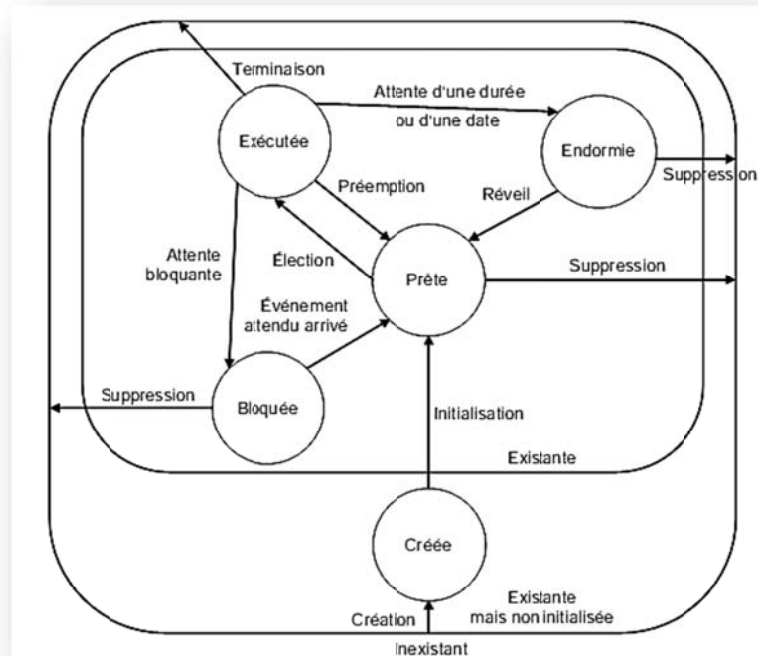 Terminaison
Attente d'une durée
ou d'une date
Exécutée
Endormie
Suppression
Préemption
Réveil
Élection
Prête
Suppression
Attente
bloquante
Événement
attendu arrivé
Suppression
Bloquée
Initialisation
Existante
Créée
Création
Existante
mais non initialisée
Inexistant